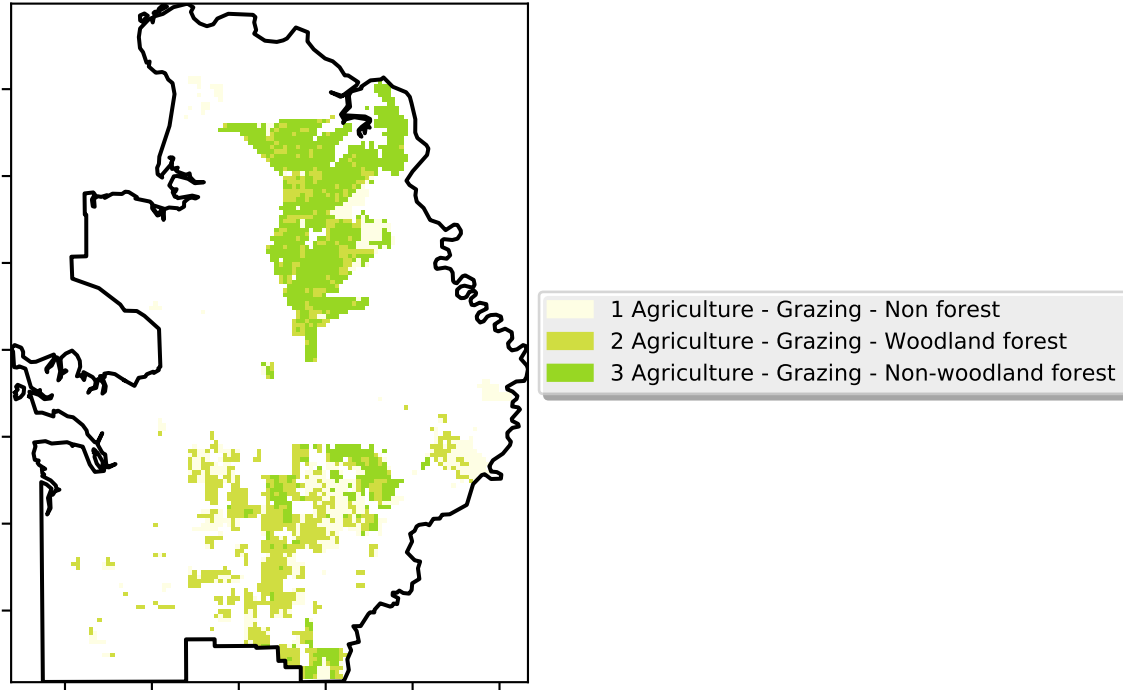 1 Agriculture - Grazing - Non forest
2 Agriculture - Grazing - Woodland forest
3 Agriculture - Grazing - Non-woodland forest